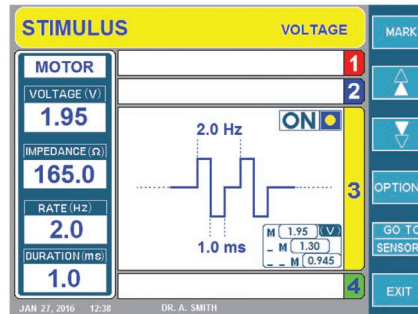 STIMULUS VOLTAGE
MOTOR
VOLTAGE (V)
1.95
IMPEDANCE (Ω)
165.0
RATE (Hz)
2.0
DURATION (ms)
1.0
1
2
ON
2.0 Hz
1.0 ms
M 1.95 (V)
_ M 1.30
_ _ M 0.945
3
4
MARK
OPTION
GO TO
SENSOR
EXIT
JAN 27, 2016 12:38 DR. A. SMITH